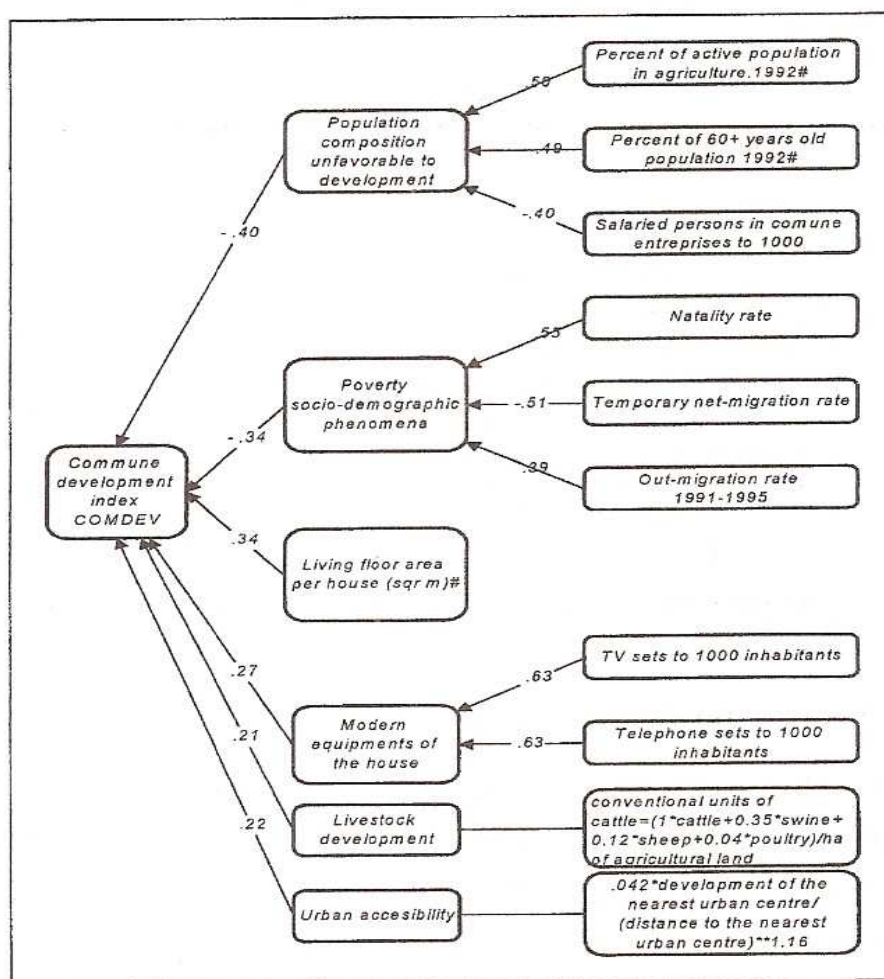 Percent of active population
in agriculture.1992#
Population
composition
unfavorable to
development
.49
Percent of 60+ years old
population 1992#
-.40
Salaried persons in comune
entreprises to 1000
-.40
.55
Natality rate
Poverty
socio-demographic
phenomena
-.51
Temporary net-migration rate
.39
Out-migration rate
1991-1995
-.34
Commune
development
index
COMDEV
.34
Living floor area
per house (sqr m)#
.27
.63
TV sets to 1000 inhabitants
Modern
equipments of
the house
.63
Telephone sets to 1000
inhabitants
.21
Livestock
development
conventional units of
cattle=(1*cattle+0.35*swine+
0.12*sheep+0.04*poultry)/ha
of agricultural land
.22
Urban accesibility
.042*development of the
nearest urban centre/
(distance to the nearest
urban centre)**1.16